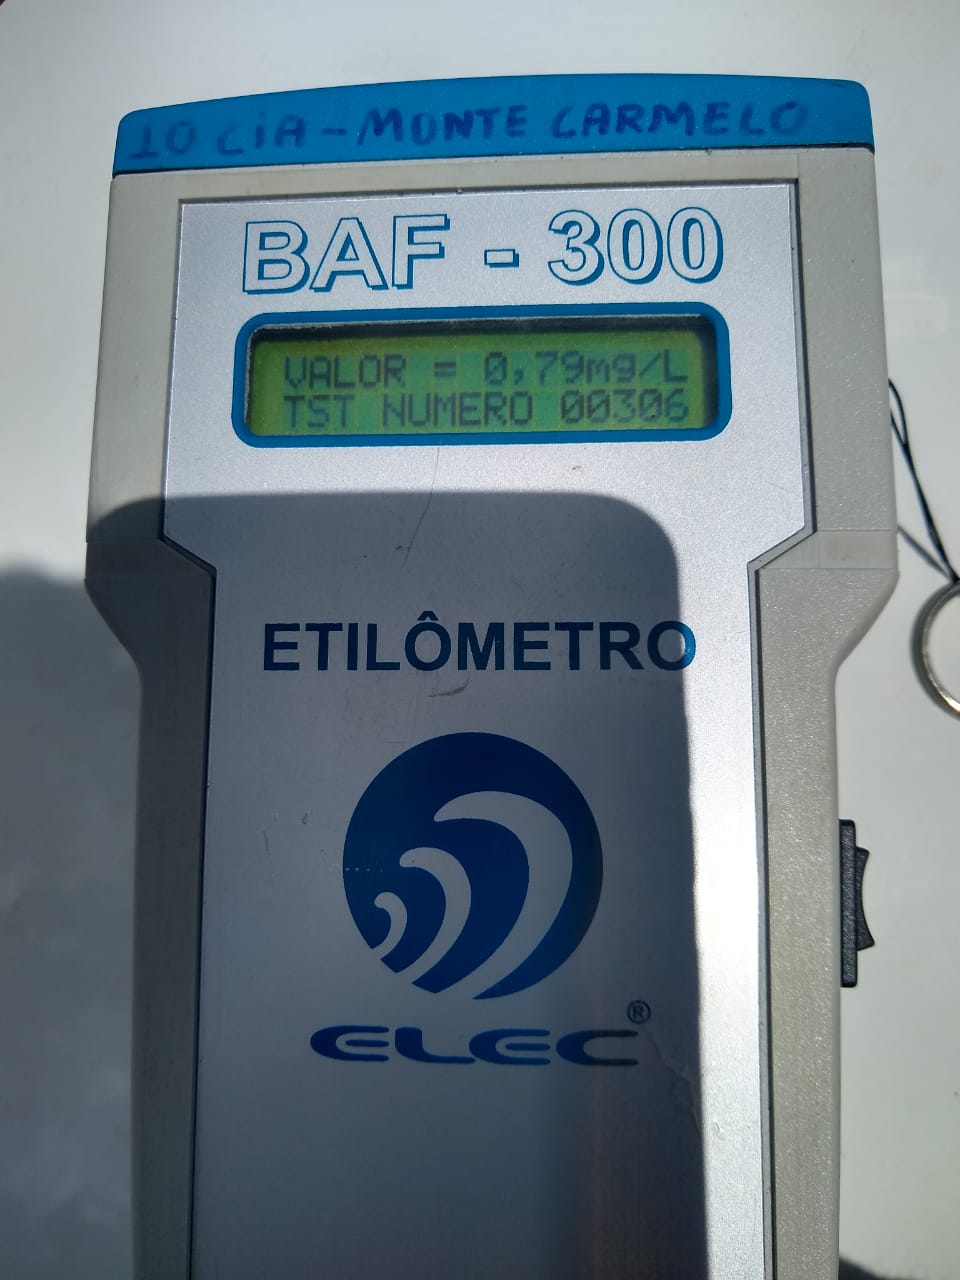 10 CIA - MONTE CARMELO
BAF - 300
VALOR = 0,79mg/L
TST NUMERO 00306
ETILÔMETRO
ELEC®